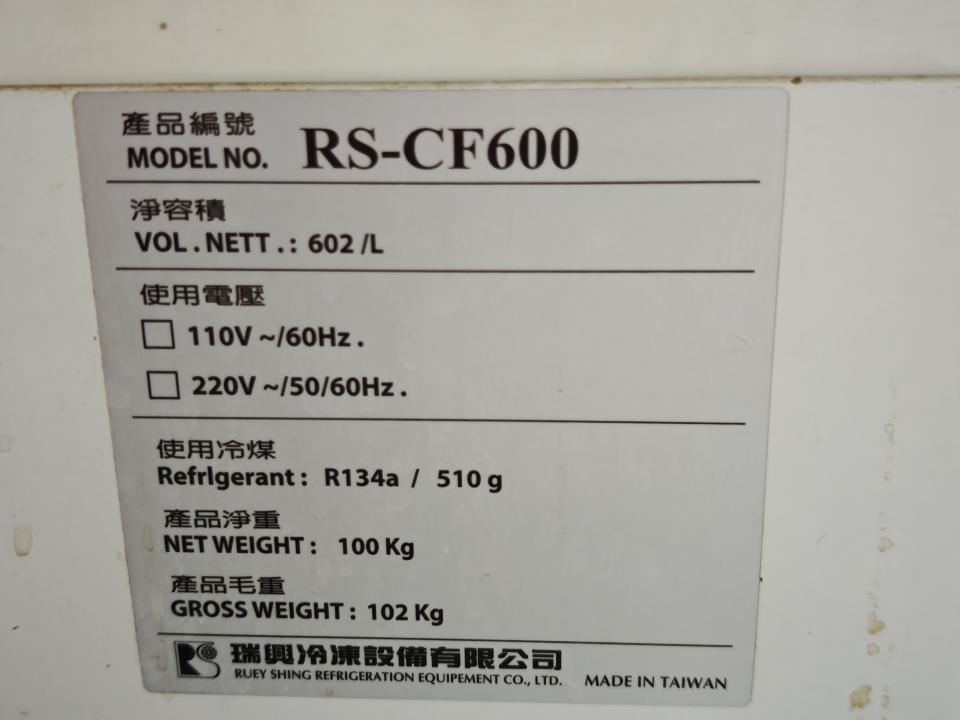 產品編號
MODEL NO. RS-CF600
淨容積
VOL . NETT . : 602 /L
使用電壓
110V ~/60Hz .
220V ~/50/60Hz .
使用冷煤
Refrlgerant : R134a / 510 g
產品淨重
NET WEIGHT : 100 Kg
產品毛重
GROSS WEIGHT : 102 Kg
RS 瑞興冷凍設備有限公司
RUEY SHING REFRIGERATION EQUIPEMENT CO., LTD. MADE IN TAIWAN